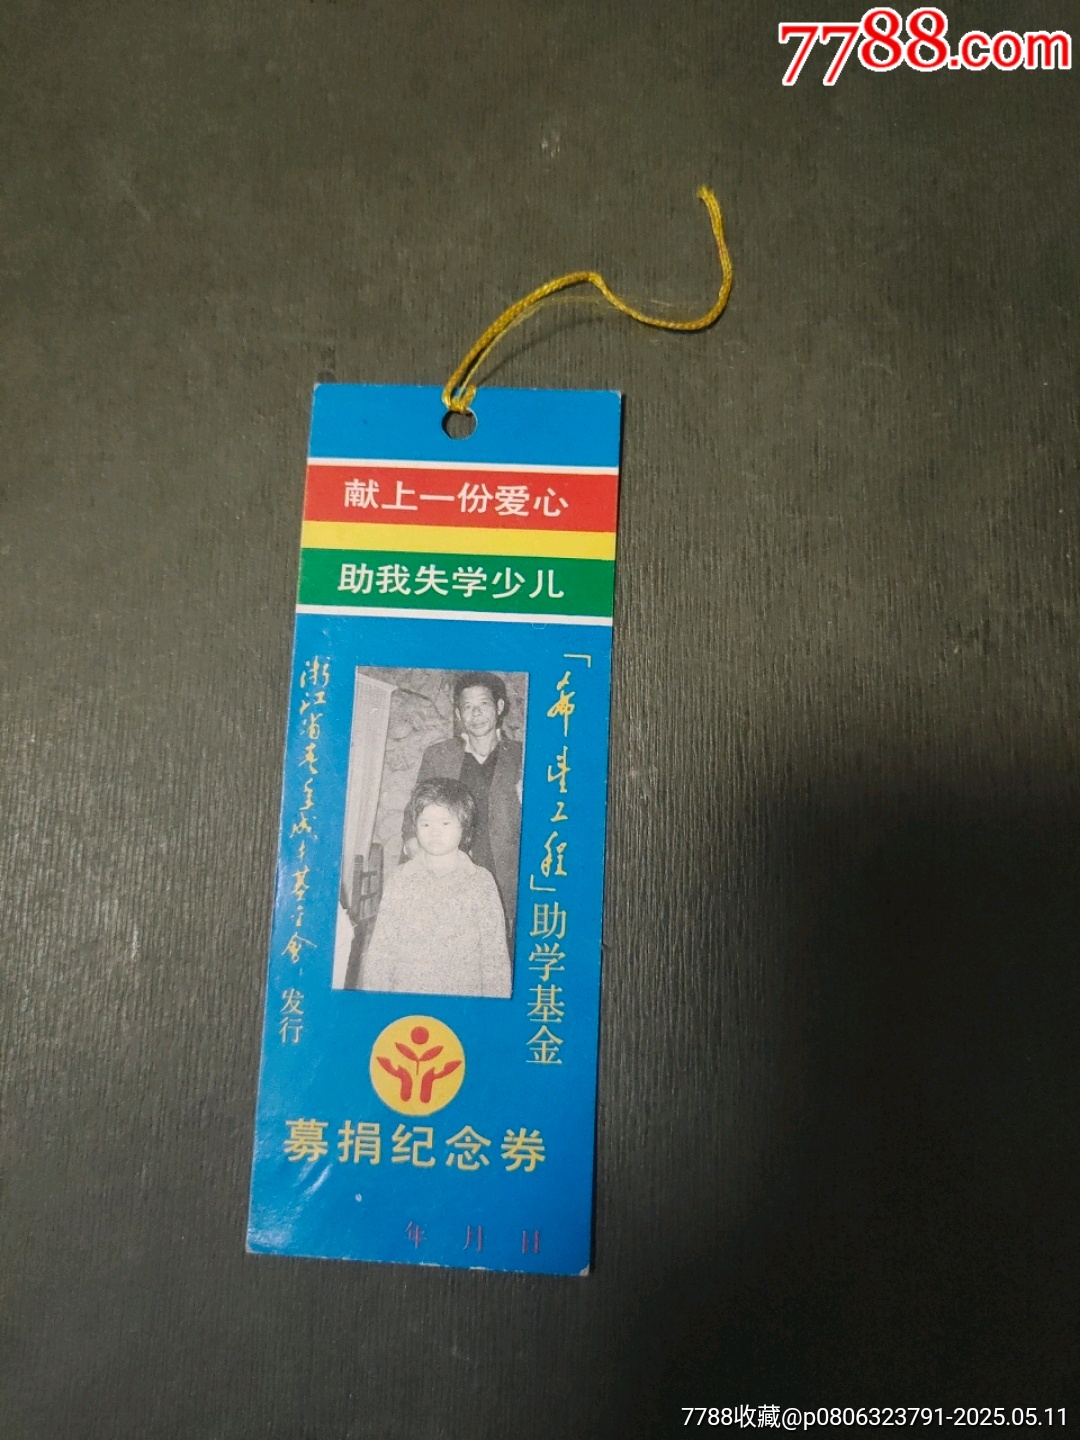 7788.com
献上一份爱心
助我失学少儿
「希望工程」助学基金
浙江省青少年基金会 发行
募捐纪念券
年 月 日
7788收藏@p0806323791-2025.05.11